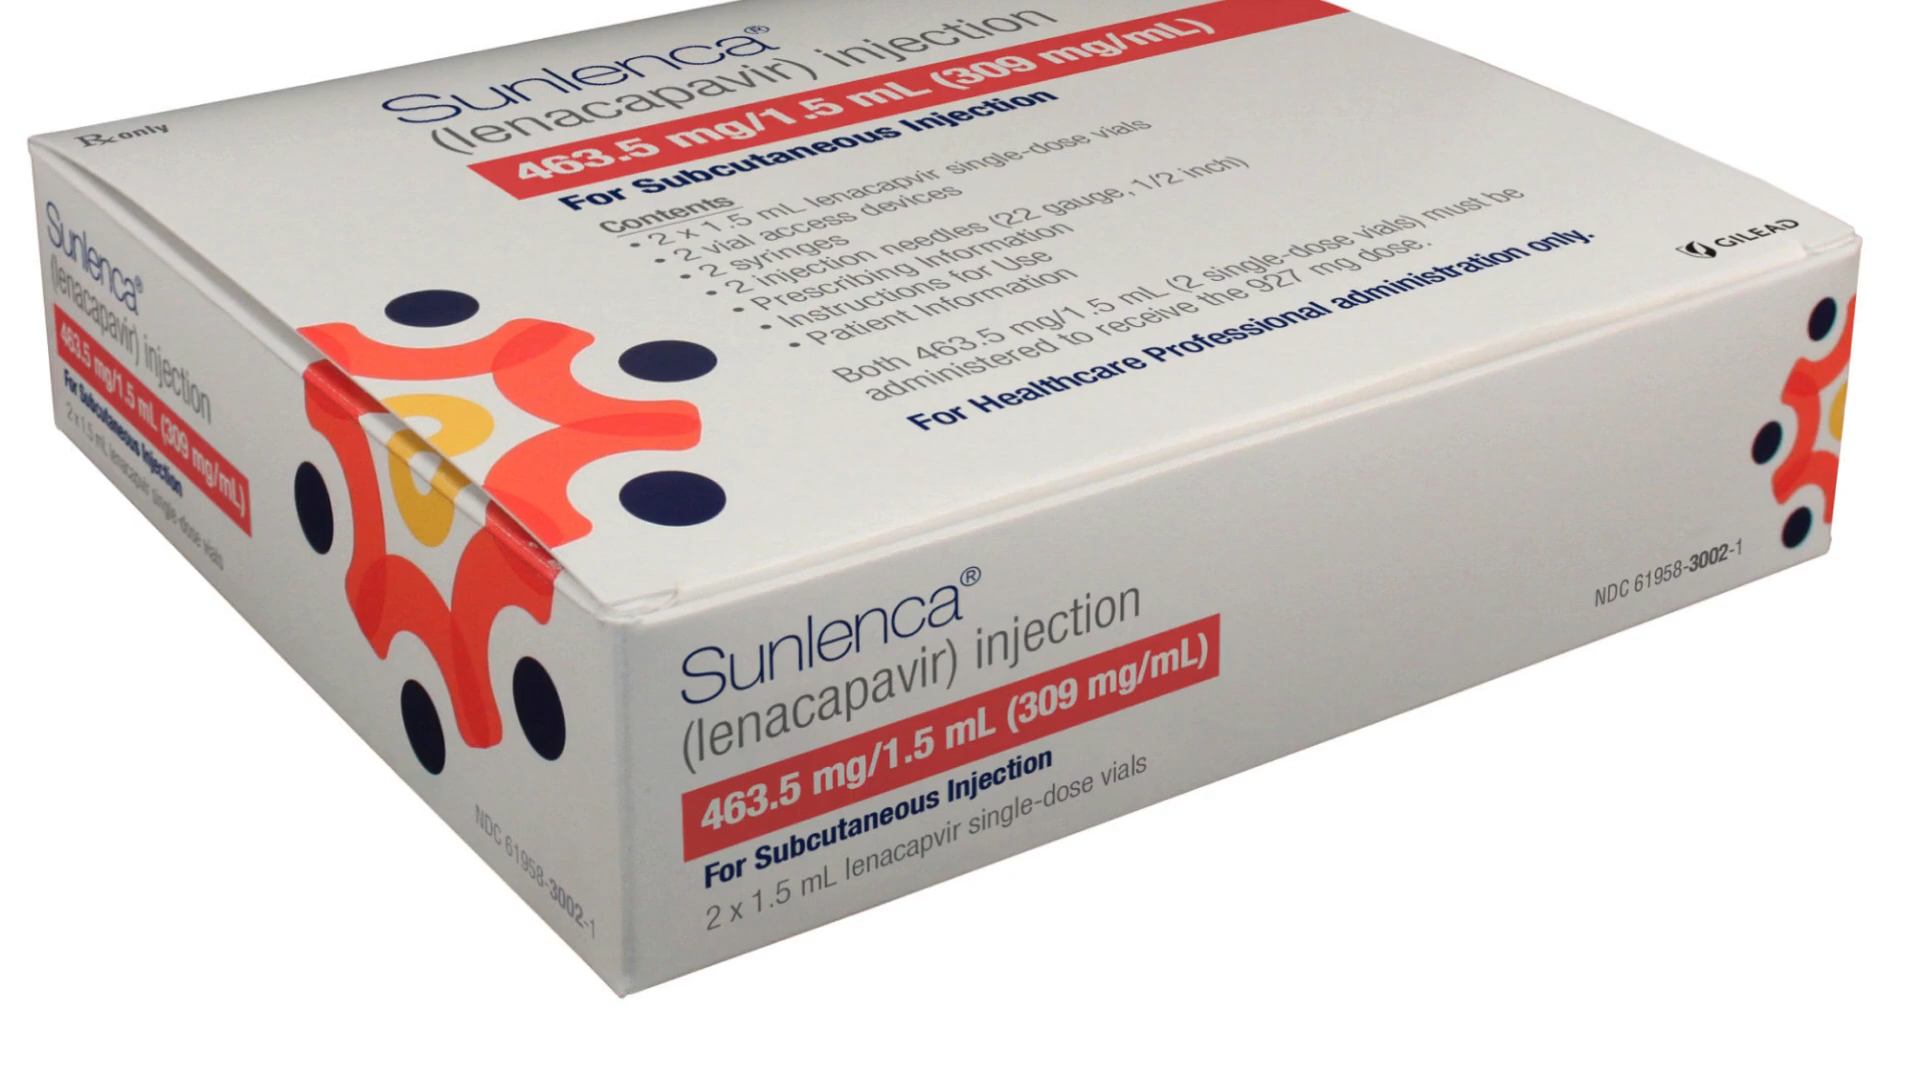 Rx only
Sunlenca®
(lenacapavir) injection
463.5 mg/1.5 mL (309 mg/mL)
For Subcutaneous Injection
Contents
• 2 x 1.5 mL lenacapvir single-dose vials
• 2 vial access devices
• 2 syringes
• 2 injection needles (22 gauge, 1/2 inch)
• Prescribing Information
• Instructions for Use
• Patient Information
Both 463.5 mg/1.5 mL (2 single-dose vials) must be
administered to receive the 927 mg dose.
For Healthcare Professional administration only.
GILEAD
Sunlenca®
(lenacapavir) injection
463.5 mg/1.5 mL (309 mg/mL)
For Subcutaneous Injection
2 x 1.5 mL lenacapvir single-dose vials
NDC 61958-3002-1
Sunlenca®
(lenacapavir) injection
463.5 mg/1.5 mL (309 mg/mL)
For Subcutaneous Injection
2 x 1.5 mL lenacapvir single-dose vials
NDC 61958-3002-1